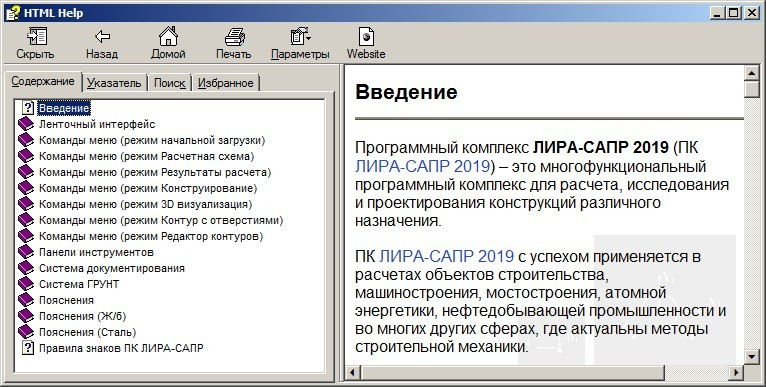 HTML Help
Скрыть Назад Домой Печать Параметры Website
Содержание Указатель Поиск Избранное
Введение
Ленточный интерфейс
Команды меню (режим начальной загрузки)
Команды меню (режим Расчетная схема)
Команды меню (режим Результаты расчета)
Команды меню (режим Конструирование)
Команды меню (режим 3D визуализация)
Команды меню (режим Контур с отверстиями)
Команды меню (режим Редактор контуров)
Панели инструментов
Система документирования
Система ГРУНТ
Пояснения
Пояснения (Ж/б)
Пояснения (Сталь)
Правила знаков ПК ЛИРА-САПР
Введение
Программный комплекс ЛИРА-САПР 2019 (ПК
ЛИРА-САПР 2019) – это многофункциональный
программный комплекс для расчета, исследования
и проектирования конструкций различного
назначения.
ПК ЛИРА-САПР 2019 с успехом применяется в
расчетах объектов строительства,
машиностроения, мостостроения, атомной
энергетики, нефтедобывающей промышленности и
во многих других сферах, где актуальны методы
строительной механики.